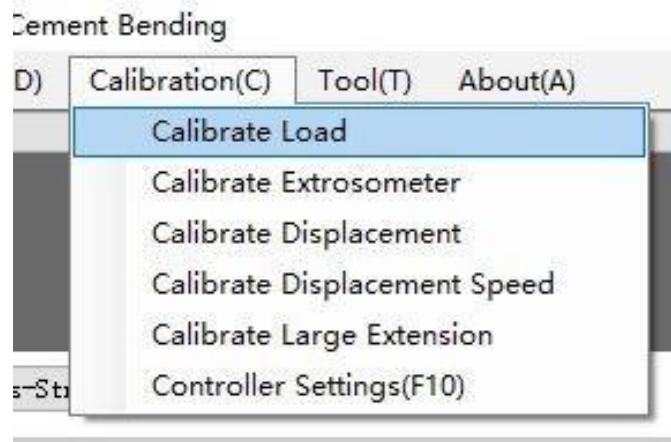 Cement Bending
D) Calibration(C) Tool(T) About(A)
Calibrate Load
Calibrate Extrosometer
Calibrate Displacement
Calibrate Displacement Speed
Calibrate Large Extension
s-Str
Controller Settings(F10)